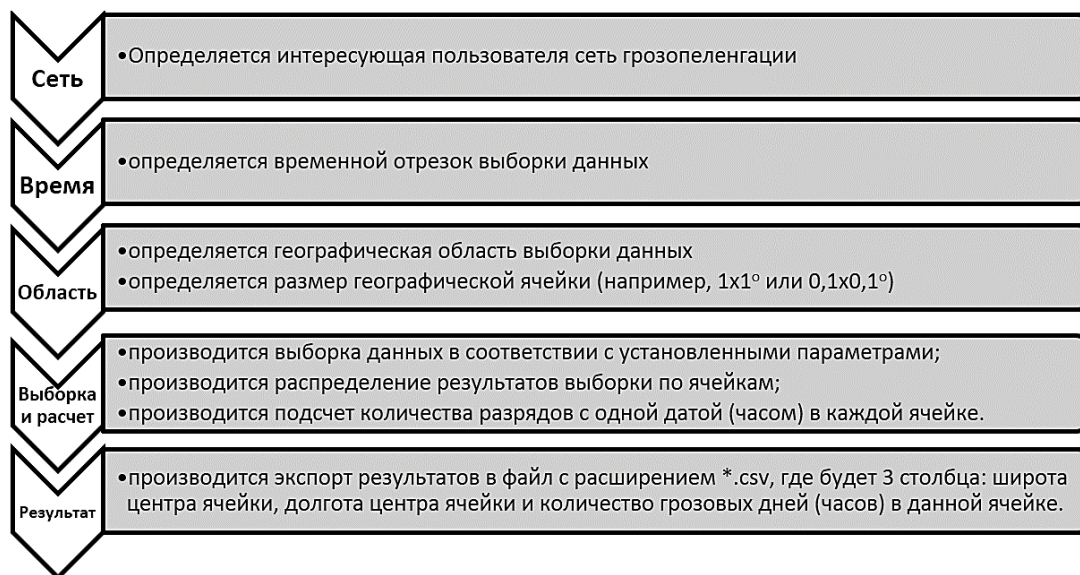 Сеть
•Определяется интересующая пользователя сеть грозопеленгации
Время
•определяется временной отрезок выборки данных
Область
•определяется географическая область выборки данных
•определяется размер географической ячейки (например, 1х1° или 0,1х0,1°)
Выборка
и расчет
•производится выборка данных в соответствии с установленными параметрами;
•производится распределение результатов выборки по ячейкам;
•производится подсчет количества разрядов с одной датой (часом) в каждой ячейке.
Результат
•производится экспорт результатов в файл с расширением *.csv, где будет 3 столбца: широта
центра ячейки, долгота центра ячейки и количество грозовых дней (часов) в данной ячейке.